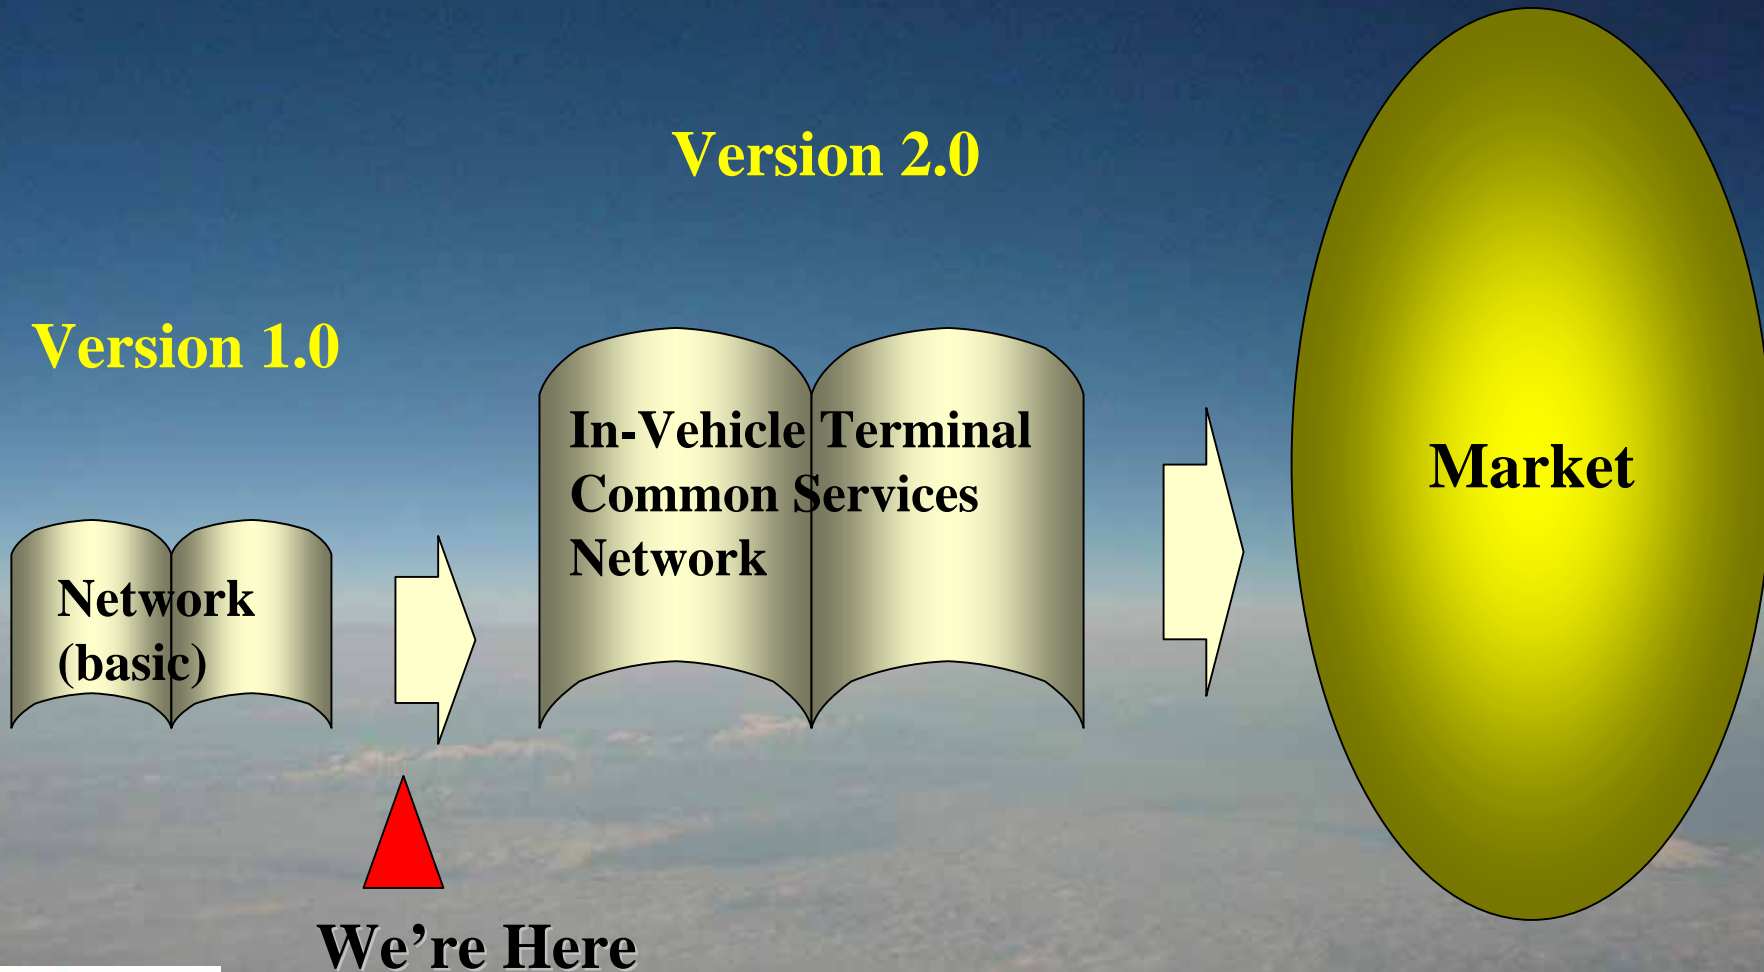 Version 1.0
Network
(basic)
Version 2.0
In-Vehicle Terminal
Common Services
Network
Market
We’re Here